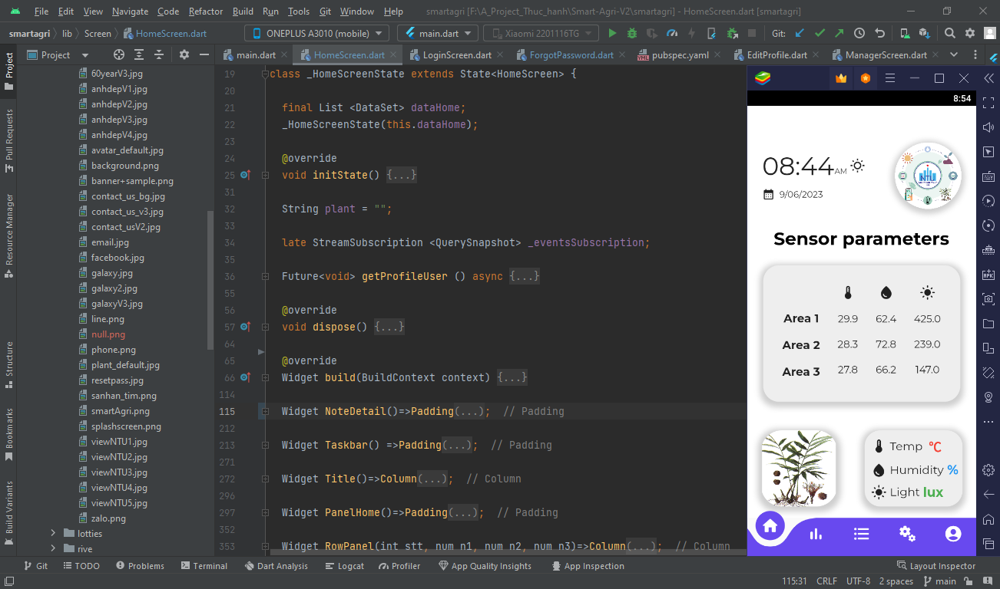 File Edit View Navigate Code Refactor Build Run Tools Git Window Help smartagri [F:\A_Project_Thuc_hanh\Smart-Agri-V2\smartagri] - HomeScreen.dart [smartagri]
smartagri lib Screen HomeScreen.dart ONEPLUS A3010 (mobile) main.dart Xiaomi 2201116TG Git:
Project main.dart HomeScreen.dart LoginScreen.dart ForgotPassword.dart pubspec.yaml EditProfile.dart ManagerScreen.dart
Project
Pull Requests
Resource Manager
Structure
Bookmarks
Build Variants
60yearV3.jpg
anhdepV1.jpg
anhdepV2.jpg
anhdepV3.jpg
anhdepV4.jpg
avatar_default.jpg
background.png
banner+sample.png
contact_us_bg.jpg
contact_us_v3.jpg
contact_usV2.jpg
email.jpg
facebook.jpg
galaxy.jpg
galaxy2.jpg
galaxyV3.jpg
line.png
null.png
phone.png
plant_default.jpg
resetpass.jpg
sanhan_tim.png
smartAgri.png
splashscreen.png
viewNTU1.jpg
viewNTU2.jpg
viewNTU3.jpg
viewNTU4.jpg
viewNTU5.jpg
zalo.png
lotties
rive
19 class _HomeScreenState extends State<HomeScreen> {
20
21 final List <DataSet> dataHome;
22 _HomeScreenState(this.dataHome);
23
24 @override
25 void initState() {...}
31
32 String plant = "";
33
34 late StreamSubscription <QuerySnapshot> _eventsSubscription;
35
36 Future<void> getProfileUser () async {...}
55
56 @override
57 void dispose() {...}
64
65 @override
66 Widget build(BuildContext context) {...}
114
115 Widget NoteDetail()=>Padding(...); // Padding
212
213 Widget Taskbar() =>Padding(...); // Padding
271
272 Widget Title()=>Column(...); // Column
296
297 Widget PanelHome()=>Padding(...); // Padding
352
353 Widget RowPanel(int stt, num n1, num n2, num n3)=>Column(...); // Column
8:54
08:44 AM
9/06/2023
NTU
Sensor parameters
Area 1 29.9 62.4 425.0
Area 2 28.3 72.8 239.0
Area 3 27.8 66.2 147.0
Temp °C
Humidity %
Light lux
APK
Git TODO Problems Terminal Dart Analysis Logcat Profiler App Quality Insights App Inspection Layout Inspector
115:31 CRLF UTF-8 2 spaces main